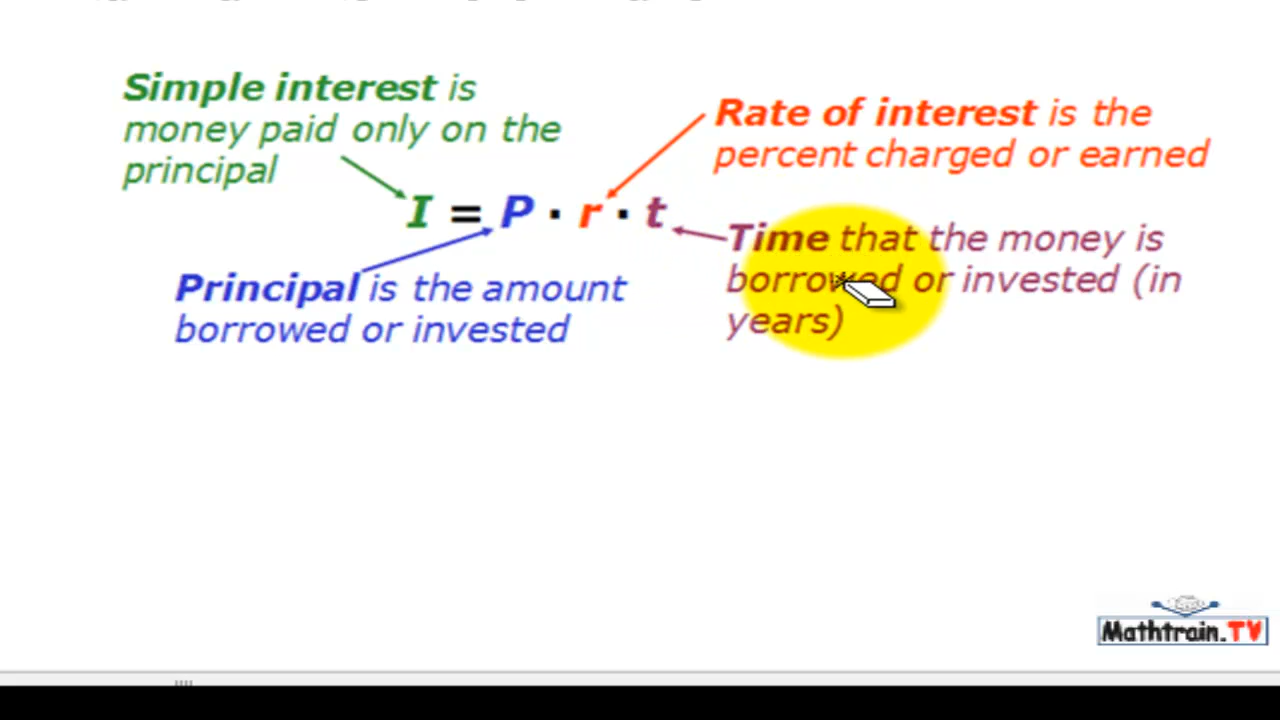 Simple interest is
money paid only on the
principal
Rate of interest is the
percent charged or earned
I = P · r · t
Time that the money is
borrowed or invested (in
years)
Principal is the amount
borrowed or invested
Mathtrain.TV